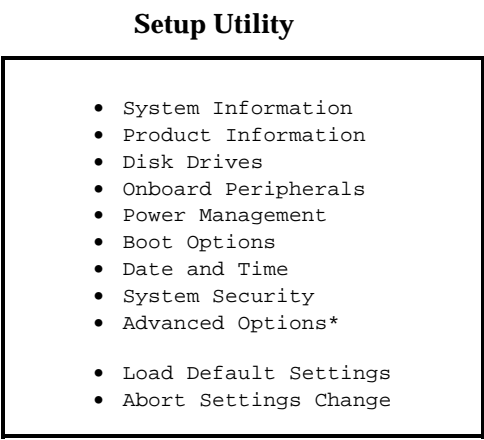 Setup Utility
• System Information
• Product Information
• Disk Drives
• Onboard Peripherals
• Power Management
• Boot Options
• Date and Time
• System Security
• Advanced Options*
• Load Default Settings
• Abort Settings Change